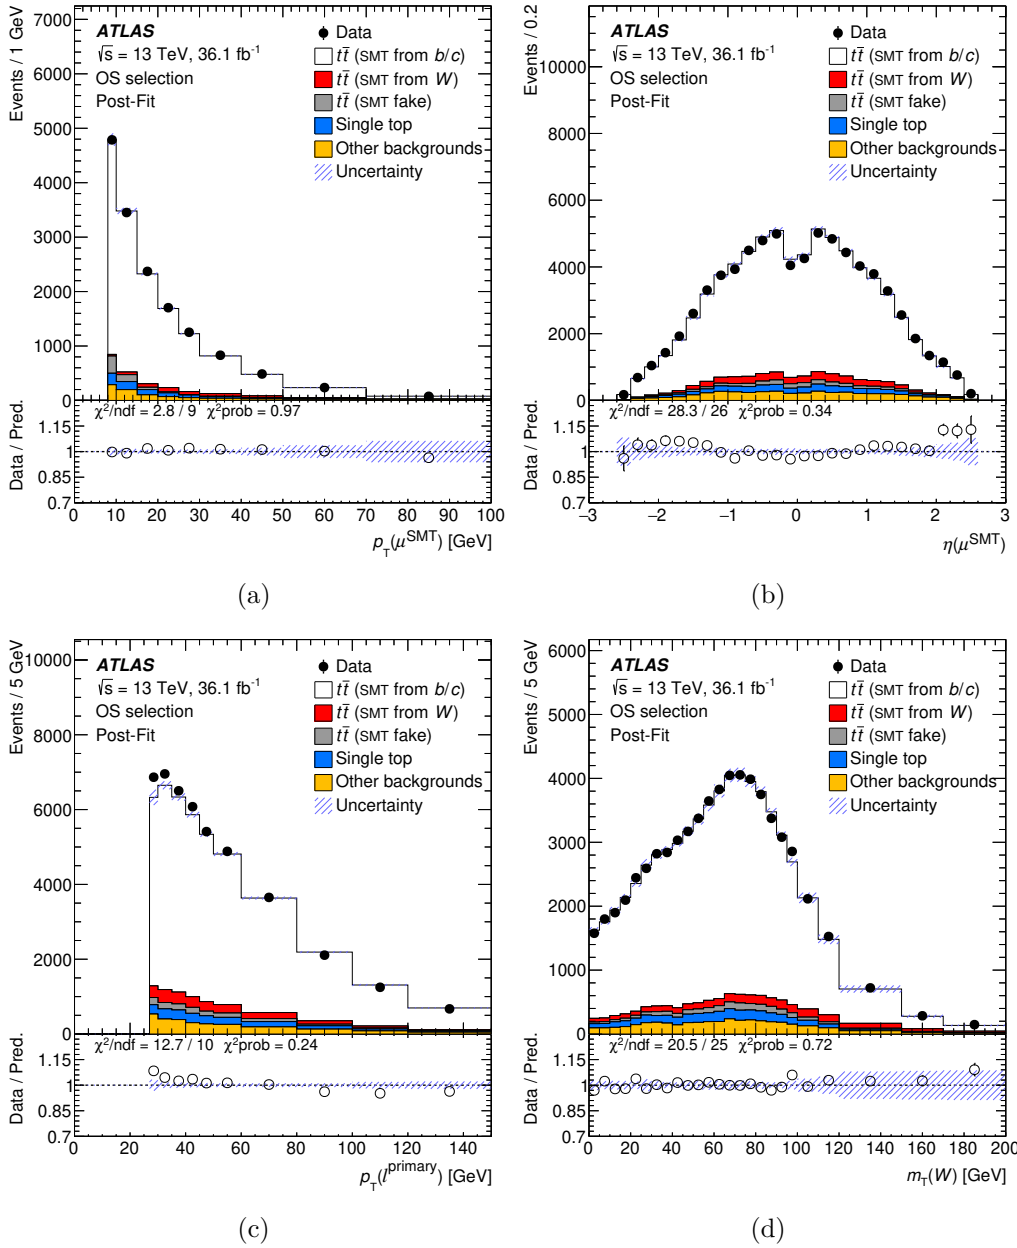 Events / 1 GeV
7000
6000
5000
4000
3000
2000
1000
0
ATLAS
√s = 13 TeV, 36.1 fb-1
OS selection
Post-Fit
Data
tt̄ (SMT from b/c)
tt̄ (SMT from W)
tt̄ (SMT fake)
Single top
Other backgrounds
Uncertainty
χ²/ndf = 2.8 / 9 χ²prob = 0.97
Data / Pred.
1.15
1
0.85
0.7
0 10 20 30 40 50 60 70 80 90 100
pT(μSMT) [GeV]
(a)
Events / 0.2
10000
8000
6000
4000
2000
0
ATLAS
√s = 13 TeV, 36.1 fb-1
OS selection
Post-Fit
Data
tt̄ (SMT from b/c)
tt̄ (SMT from W)
tt̄ (SMT fake)
Single top
Other backgrounds
Uncertainty
χ²/ndf = 28.3 / 26 χ²prob = 0.34
Data / Pred.
1.15
1
0.85
0.7
−3 −2 −1 0 1 2 3
η(μSMT)
(b)
Events / 5 GeV
10000
8000
6000
4000
2000
0
ATLAS
√s = 13 TeV, 36.1 fb-1
OS selection
Post-Fit
Data
tt̄ (SMT from b/c)
tt̄ (SMT from W)
tt̄ (SMT fake)
Single top
Other backgrounds
Uncertainty
χ²/ndf = 12.7 / 10 χ²prob = 0.24
Data / Pred.
1.15
1
0.85
0.7
0 20 40 60 80 100 120 140
pT(lprimary) [GeV]
(c)
Events / 5 GeV
6000
5000
4000
3000
2000
1000
0
ATLAS
√s = 13 TeV, 36.1 fb-1
OS selection
Post-Fit
Data
tt̄ (SMT from b/c)
tt̄ (SMT from W)
tt̄ (SMT fake)
Single top
Other backgrounds
Uncertainty
χ²/ndf = 20.5 / 25 χ²prob = 0.72
Data / Pred.
1.15
1
0.85
0.7
0 20 40 60 80 100 120 140 160 180 200
mT(W) [GeV]
(d)